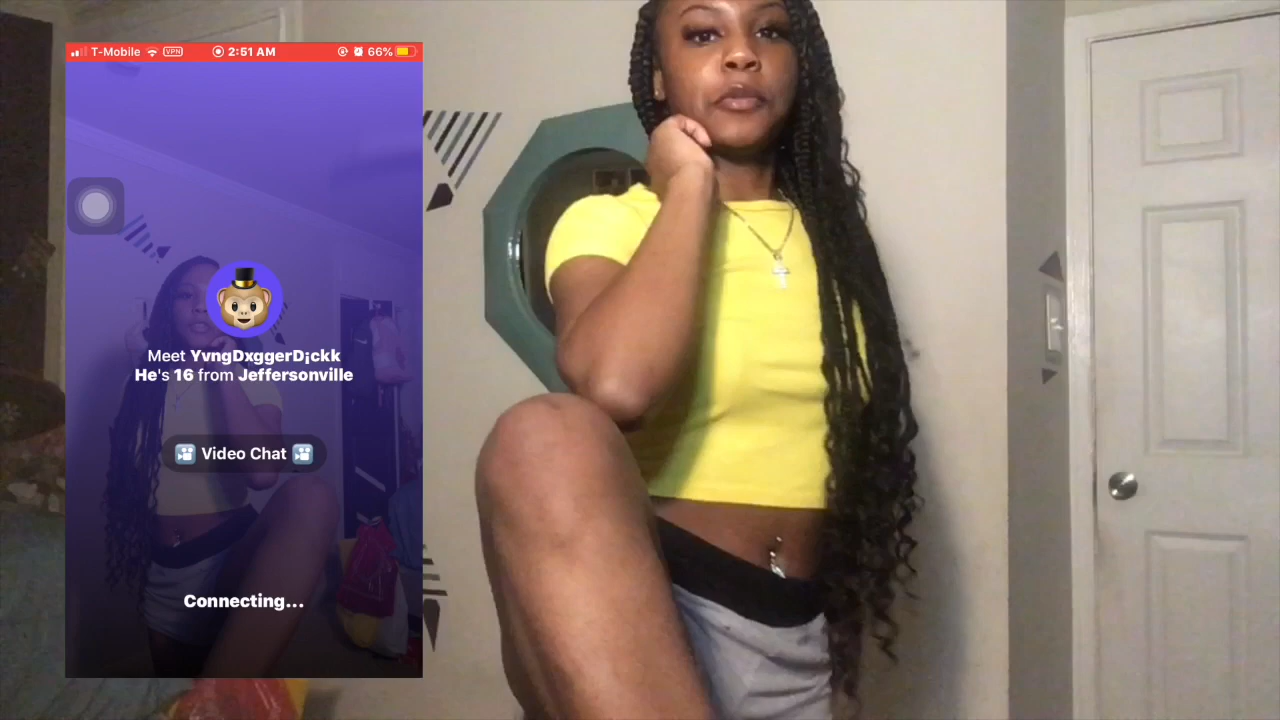 T-Mobile VPN 2:51 AM 66%
Meet YvngDxggerD¡ckk
He's 16 from Jeffersonville
Video Chat
Connecting...